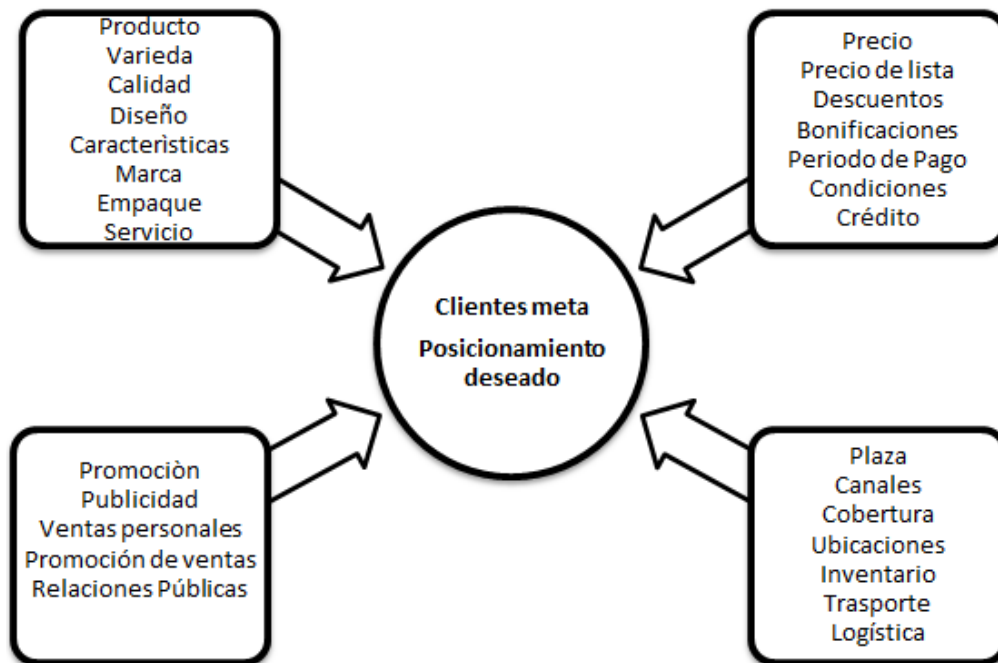 Producto
Varieda
Calidad
Diseño
Caracterìsticas
Marca
Empaque
Servicio
Precio
Precio de lista
Descuentos
Bonificaciones
Periodo de Pago
Condiciones
Crédito
Clientes meta
Posicionamiento
deseado
Promociòn
Publicidad
Ventas personales
Promoción de ventas
Relaciones Públicas
Plaza
Canales
Cobertura
Ubicaciones
Inventario
Trasporte
Logística